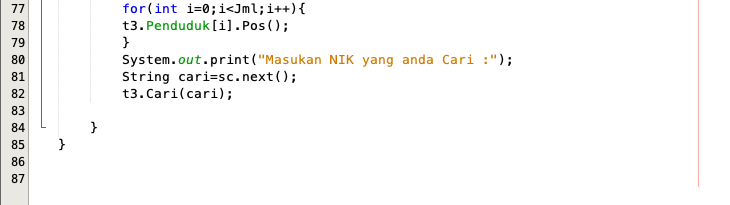 77 for(int i=0;i<Jml;i++){
78 t3.Penduduk[i].Pos();
79 }
80 System.out.print("Masukan NIK yang anda Cari :");
81 String cari=sc.next();
82 t3.Cari(cari);
83
84 }
85 }
86
87